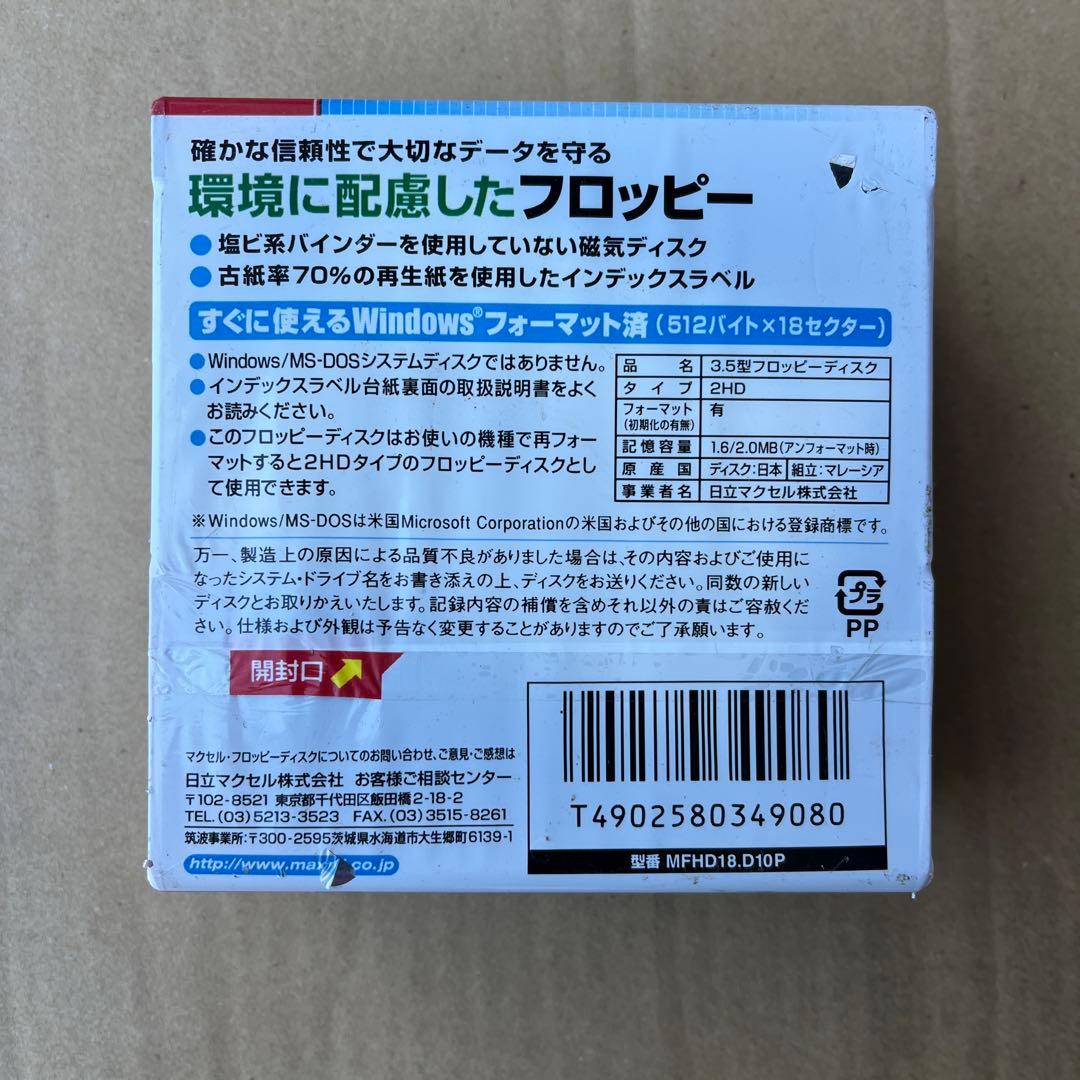 確かな信頼性で大切なデータを守る
環境に配慮したフロッピー
●塩ビ系バインダーを使用していない磁気ディスク
●古紙率70%の再生紙を使用したインデックスラベル
すぐに使えるWindows®フォーマット済(512バイト×18セクター)
●Windows/MS-DOSシステムディスクではありません。
●インデックスラベル台紙裏面の取扱説明書をよく
お読みください。
●このフロッピーディスクはお使いの機種で再フォー
マットすると2HDタイプのフロッピーディスクとし
て使用できます。
品名 3.5型フロッピーディスク
タイプ 2HD
フォーマット(初期化の有無) 有
記憶容量 1.6/2.0MB(アンフォーマット時)
原産国 ディスク:日本 組立:マレーシア
事業者名 日立マクセル株式会社
※Windows/MS-DOSは米国Microsoft Corporationの米国およびその他の国における登録商標です。
万一、製造上の原因による品質不良がありました場合は、その内容およびご使用に
なったシステム・ドライブ名をお書き添えの上、ディスクをお送りください。同数の新しい
ディスクとお取りかえいたします。記録内容の補償を含めそれ以外の責はご容赦くだ
さい。仕様および外観は予告なく変更することがありますのでご了承願います。
プラ
PP
開封口
マクセル・フロッピーディスクについてのお問い合わせ、ご意見・ご感想は
日立マクセル株式会社 お客様ご相談センター
〒102-8521 東京都千代田区飯田橋2-18-2
TEL.(03)5213-3523 FAX.(03)3515-8261
筑波事業所:〒300-2595茨城県水海道市大生郷町6139-1
http://www.max.co.jp
T4902580349080
型番 MFHD18.D10P